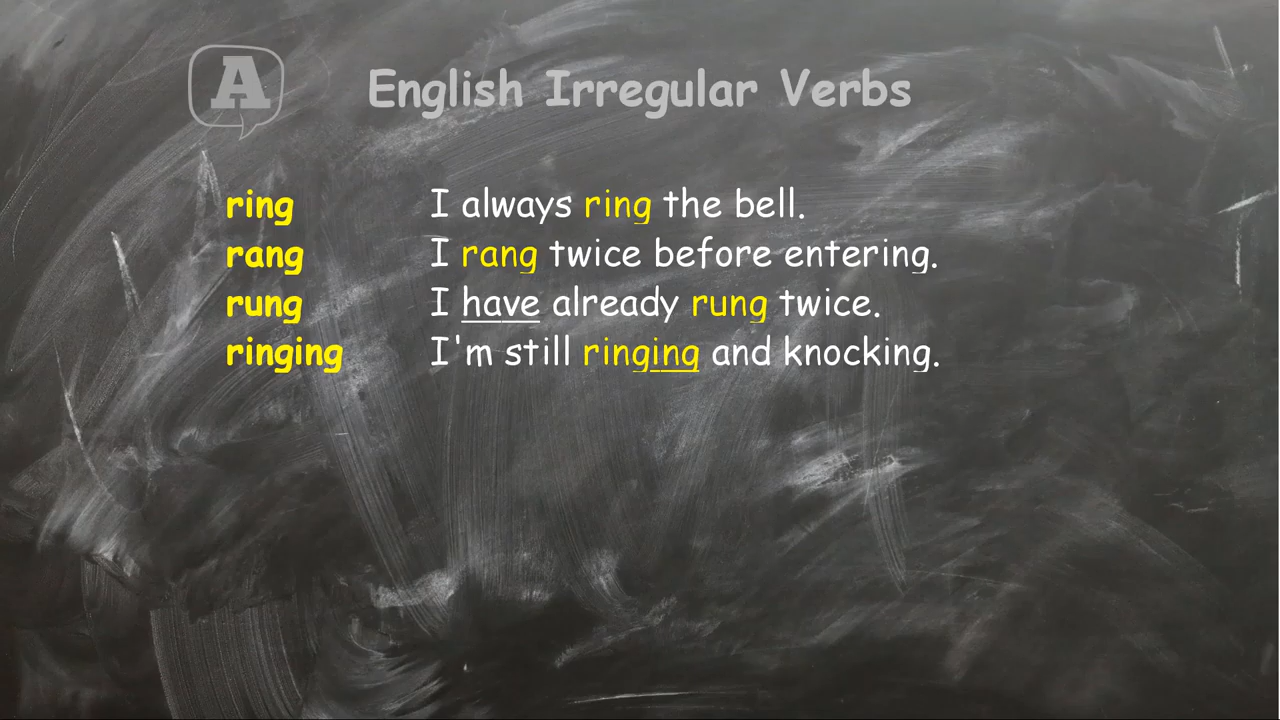 A English Irregular Verbs
ring I always ring the bell.
rang I rang twice before entering.
rung I have already rung twice.
ringing I'm still ringing and knocking.